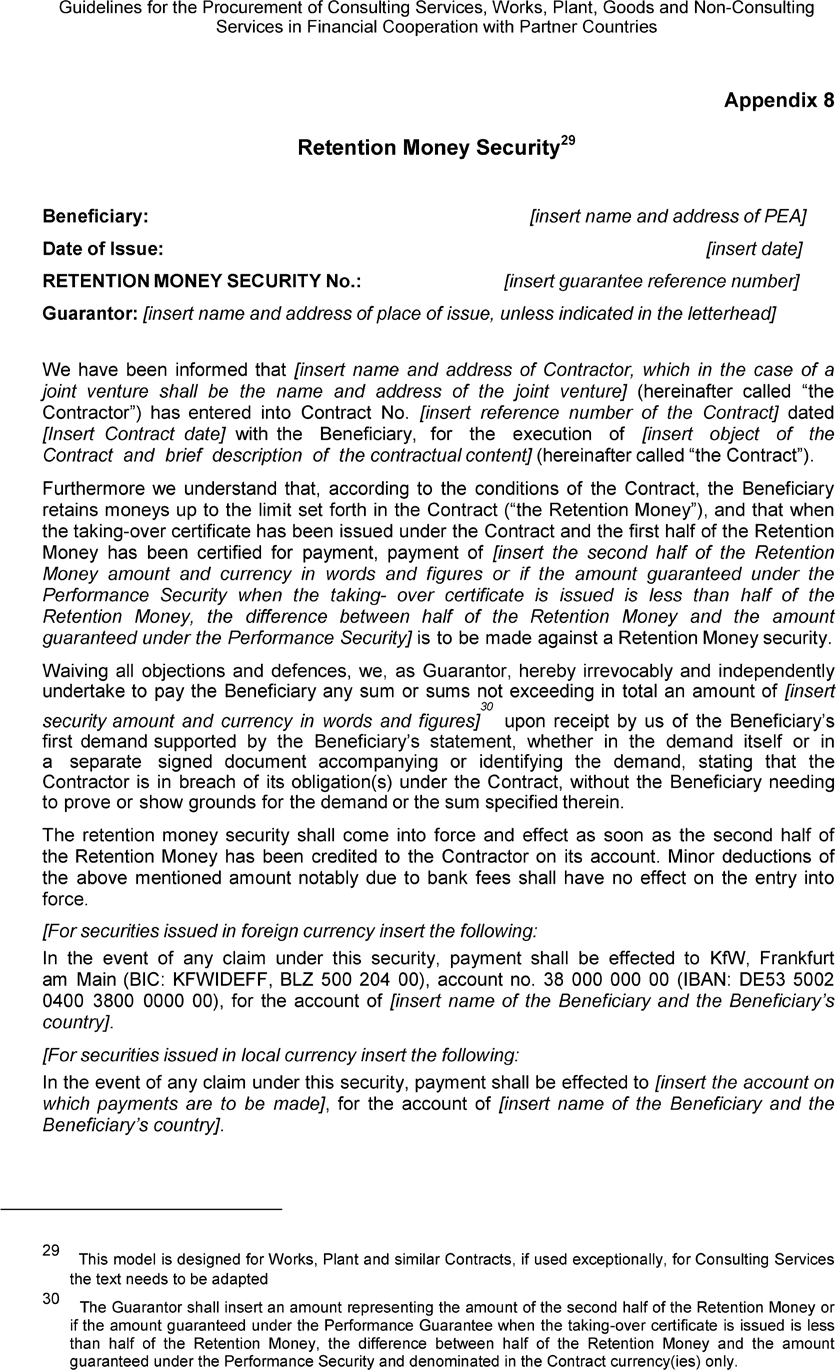 Guidelines for the Procurement of Consulting Services, Works, Plant, Goods and Non-Consulting
Services in Financial Cooperation with Partner Countries
Appendix 8
Retention Money Security29
Beneficiary: [insert name and address of PEA]
Date of Issue: [insert date]
RETENTION MONEY SECURITY No.: [insert guarantee reference number]
Guarantor: [insert name and address of place of issue, unless indicated in the letterhead]
We have been informed that [insert name and address of Contractor, which in the case of a
joint venture shall be the name and address of the joint venture] (hereinafter called “the
Contractor”) has entered into Contract No. [insert reference number of the Contract] dated
[Insert Contract date] with the Beneficiary, for the execution of [insert object of the
Contract and brief description of the contractual content] (hereinafter called “the Contract”).
Furthermore we understand that, according to the conditions of the Contract, the Beneficiary
retains moneys up to the limit set forth in the Contract (“the Retention Money”), and that when
the taking-over certificate has been issued under the Contract and the first half of the Retention
Money has been certified for payment, payment of [insert the second half of the Retention
Money amount and currency in words and figures or if the amount guaranteed under the
Performance Security when the taking- over certificate is issued is less than half of the
Retention Money, the difference between half of the Retention Money and the amount
guaranteed under the Performance Security] is to be made against a Retention Money security.
Waiving all objections and defences, we, as Guarantor, hereby irrevocably and independently
undertake to pay the Beneficiary any sum or sums not exceeding in total an amount of [insert
security amount and currency in words and figures]30 upon receipt by us of the Beneficiary’s
first demand supported by the Beneficiary’s statement, whether in the demand itself or in
a separate signed document accompanying or identifying the demand, stating that the
Contractor is in breach of its obligation(s) under the Contract, without the Beneficiary needing
to prove or show grounds for the demand or the sum specified therein.
The retention money security shall come into force and effect as soon as the second half of
the Retention Money has been credited to the Contractor on its account. Minor deductions of
the above mentioned amount notably due to bank fees shall have no effect on the entry into
force.
[For securities issued in foreign currency insert the following:
In the event of any claim under this security, payment shall be effected to KfW, Frankfurt
am Main (BIC: KFWIDEFF, BLZ 500 204 00), account no. 38 000 000 00 (IBAN: DE53 5002
0400 3800 0000 00), for the account of [insert name of the Beneficiary and the Beneficiary’s
country].
[For securities issued in local currency insert the following:
In the event of any claim under this security, payment shall be effected to [insert the account on
which payments are to be made], for the account of [insert name of the Beneficiary and the
Beneficiary’s country].
29 This model is designed for Works, Plant and similar Contracts, if used exceptionally, for Consulting Services
the text needs to be adapted
30 The Guarantor shall insert an amount representing the amount of the second half of the Retention Money or
if the amount guaranteed under the Performance Guarantee when the taking-over certificate is issued is less
than half of the Retention Money, the difference between half of the Retention Money and the amount
guaranteed under the Performance Security and denominated in the Contract currency(ies) only.